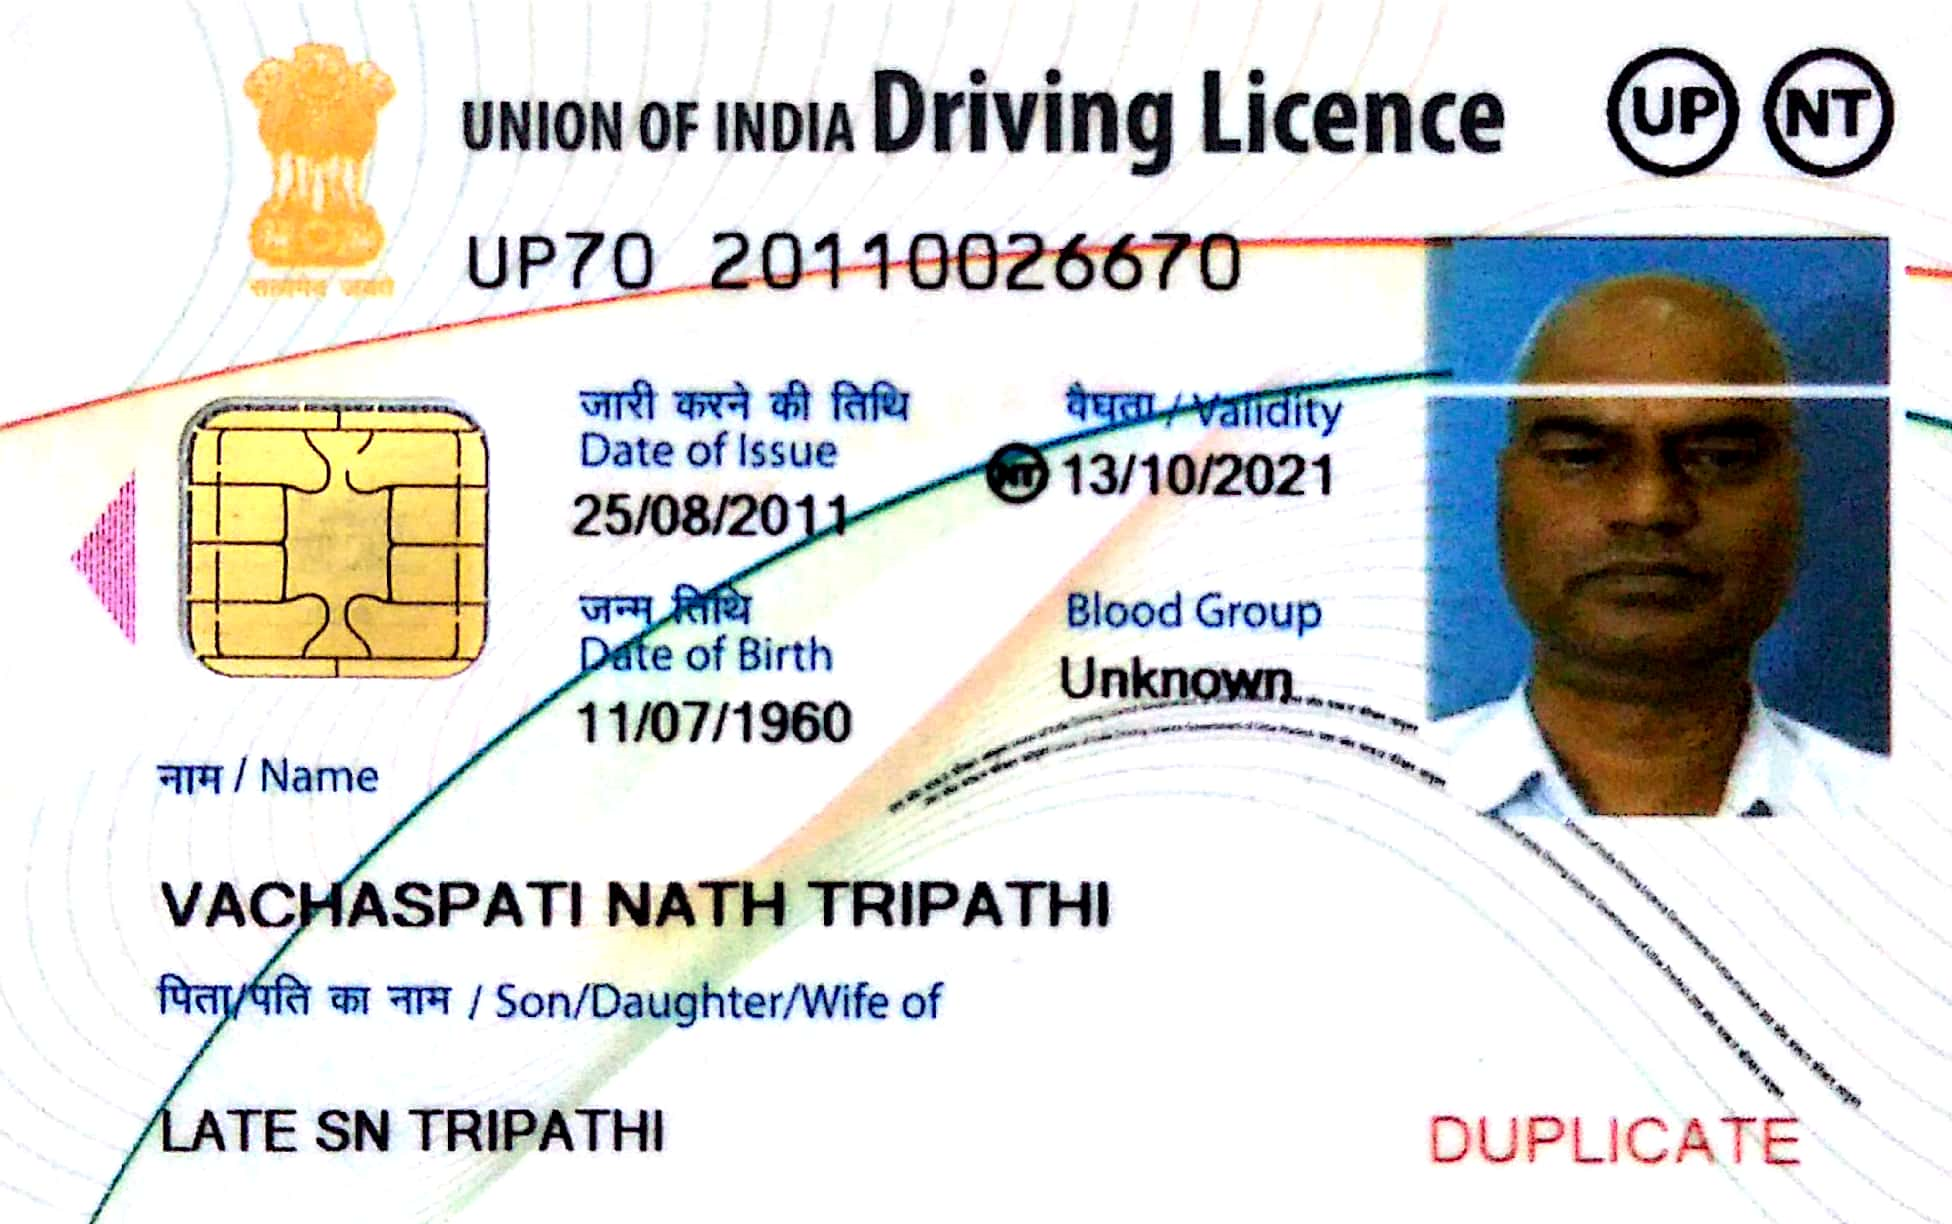 UNION OF INDIA Driving Licence UP NT
UP70 20110026670
सत्यमेव जयते
जारी करने की तिथि
Date of Issue
25/08/2011
वैधता / Validity
NT 13/10/2021
जन्म तिथि
Date of Birth
11/07/1960
Blood Group
Unknown
नाम / Name
VACHASPATI NATH TRIPATHI
पिता/पति का नाम / Son/Daughter/Wife of
LATE SN TRIPATHI
DUPLICATE